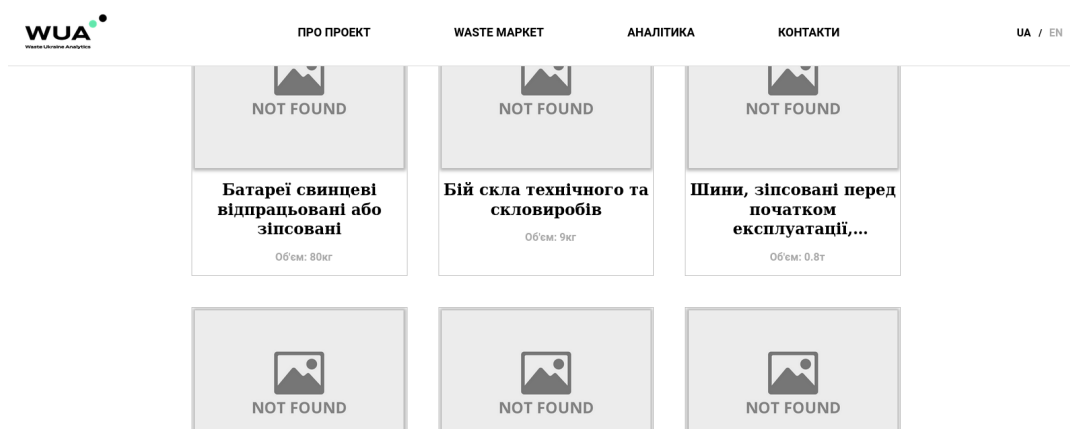 WUA
Waste Ukraine Analytics
ПРО ПРОЕКТ
WASTE МАРКЕТ
АНАЛІТИКА
КОНТАКТИ
UA / EN
NOT FOUND
NOT FOUND
NOT FOUND
Батареї свинцеві
відпрацьовані або
зіпсовані
Об'єм: 80кг
Бій скла технічного та
скловиробів
Об'єм: 9кг
Шини, зіпсовані перед
початком
експлуатації,...
Об'єм: 0.8т
NOT FOUND
NOT FOUND
NOT FOUND